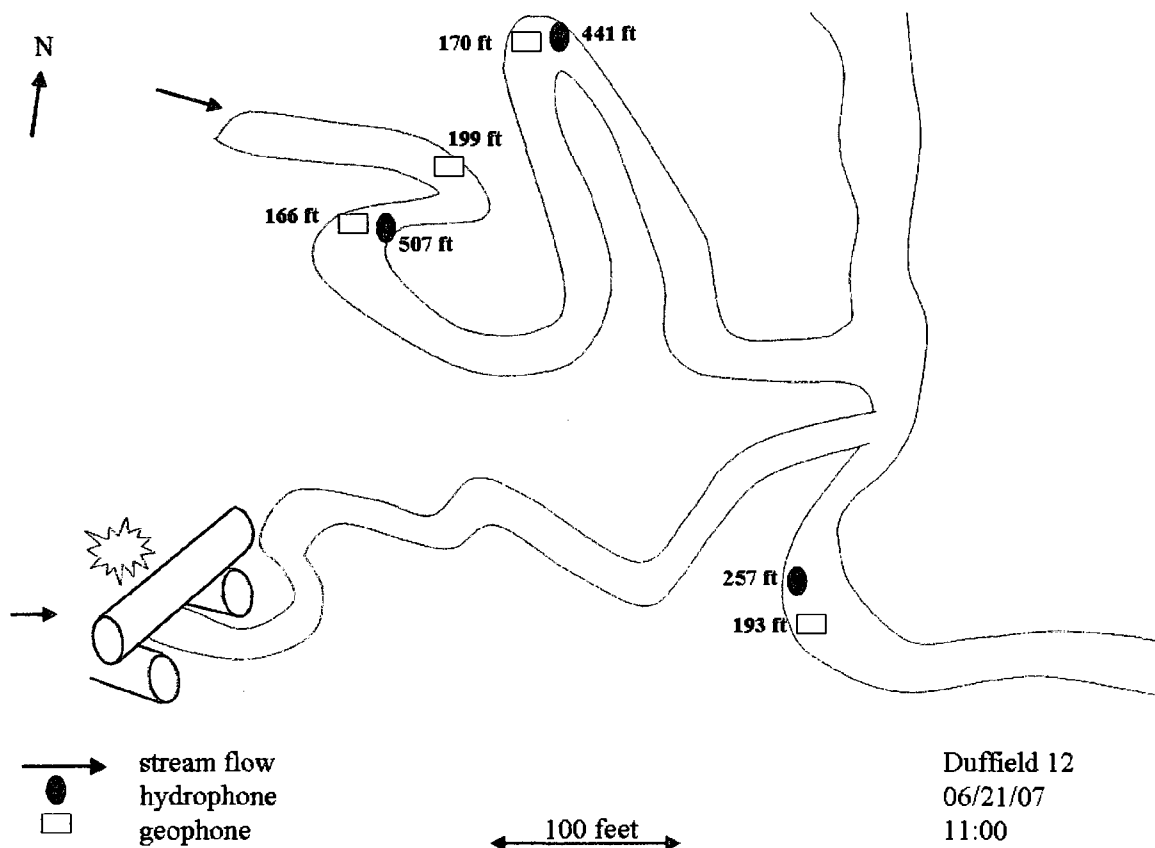 170 ft
441 ft
N
199 ft
166 ft
507 ft
257 ft
193 ft
stream flow
hydrophone
geophone
100 feet
Duffield 12
06/21/07
11:00